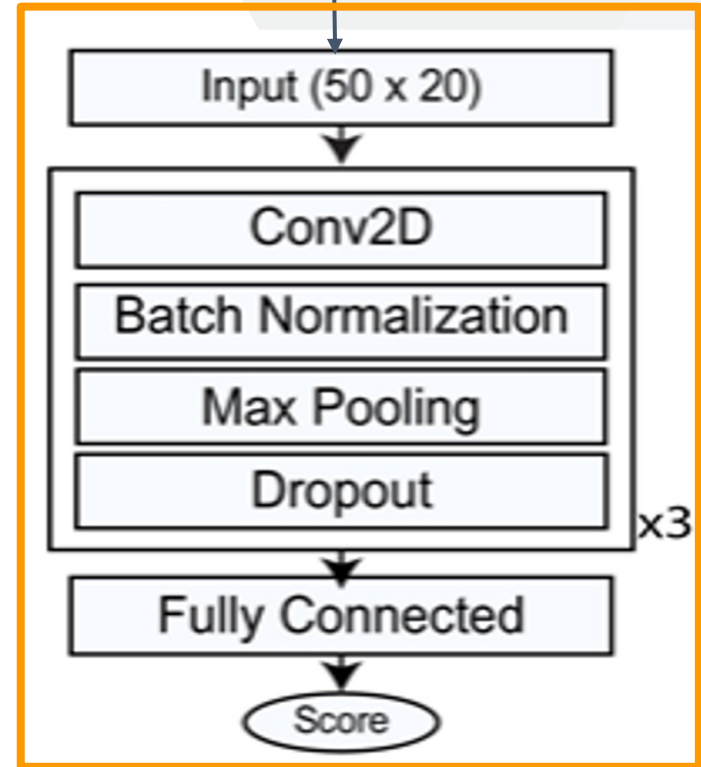 Input (50 x 20)
Conv2D
Batch Normalization
Max Pooling
Dropout
x3
Fully Connected
Score